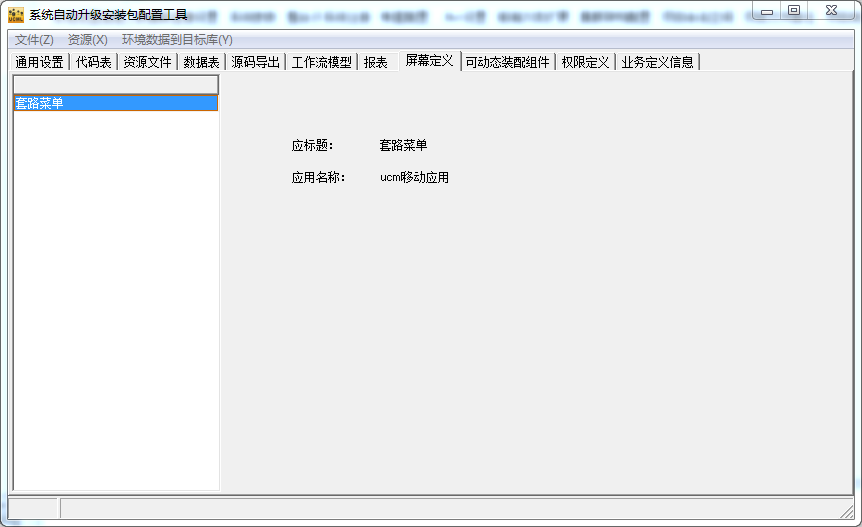 系统自动升级安装包配置工具
文件(Z) 资源(X) 环境数据到目标库(Y)
通用设置 代码表 资源文件 数据表 源码导出 工作流模型 报表 屏幕定义 可动态装配组件 权限定义 业务定义信息
套路菜单
应标题: 套路菜单
应用名称: ucml移动应用